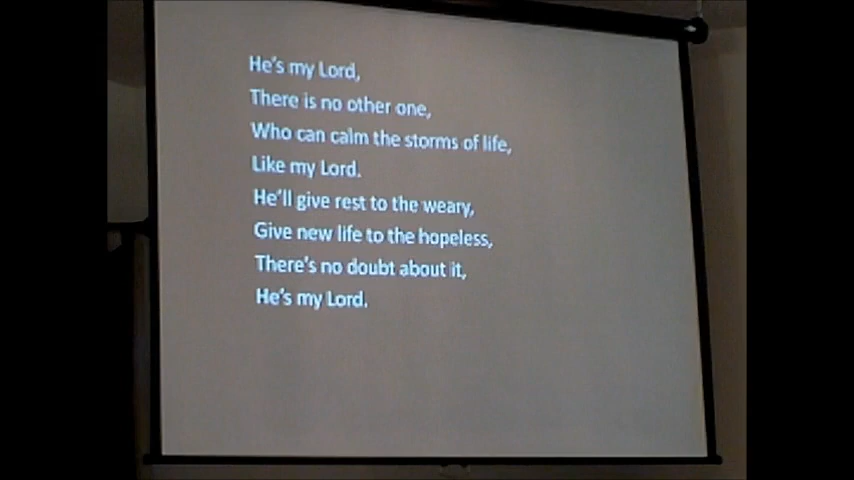 He's my Lord,
There is no other one,
Who can calm the storms of life,
Like my Lord.
He'll give rest to the weary,
Give new life to the hopeless,
There's no doubt about it,
He's my Lord.